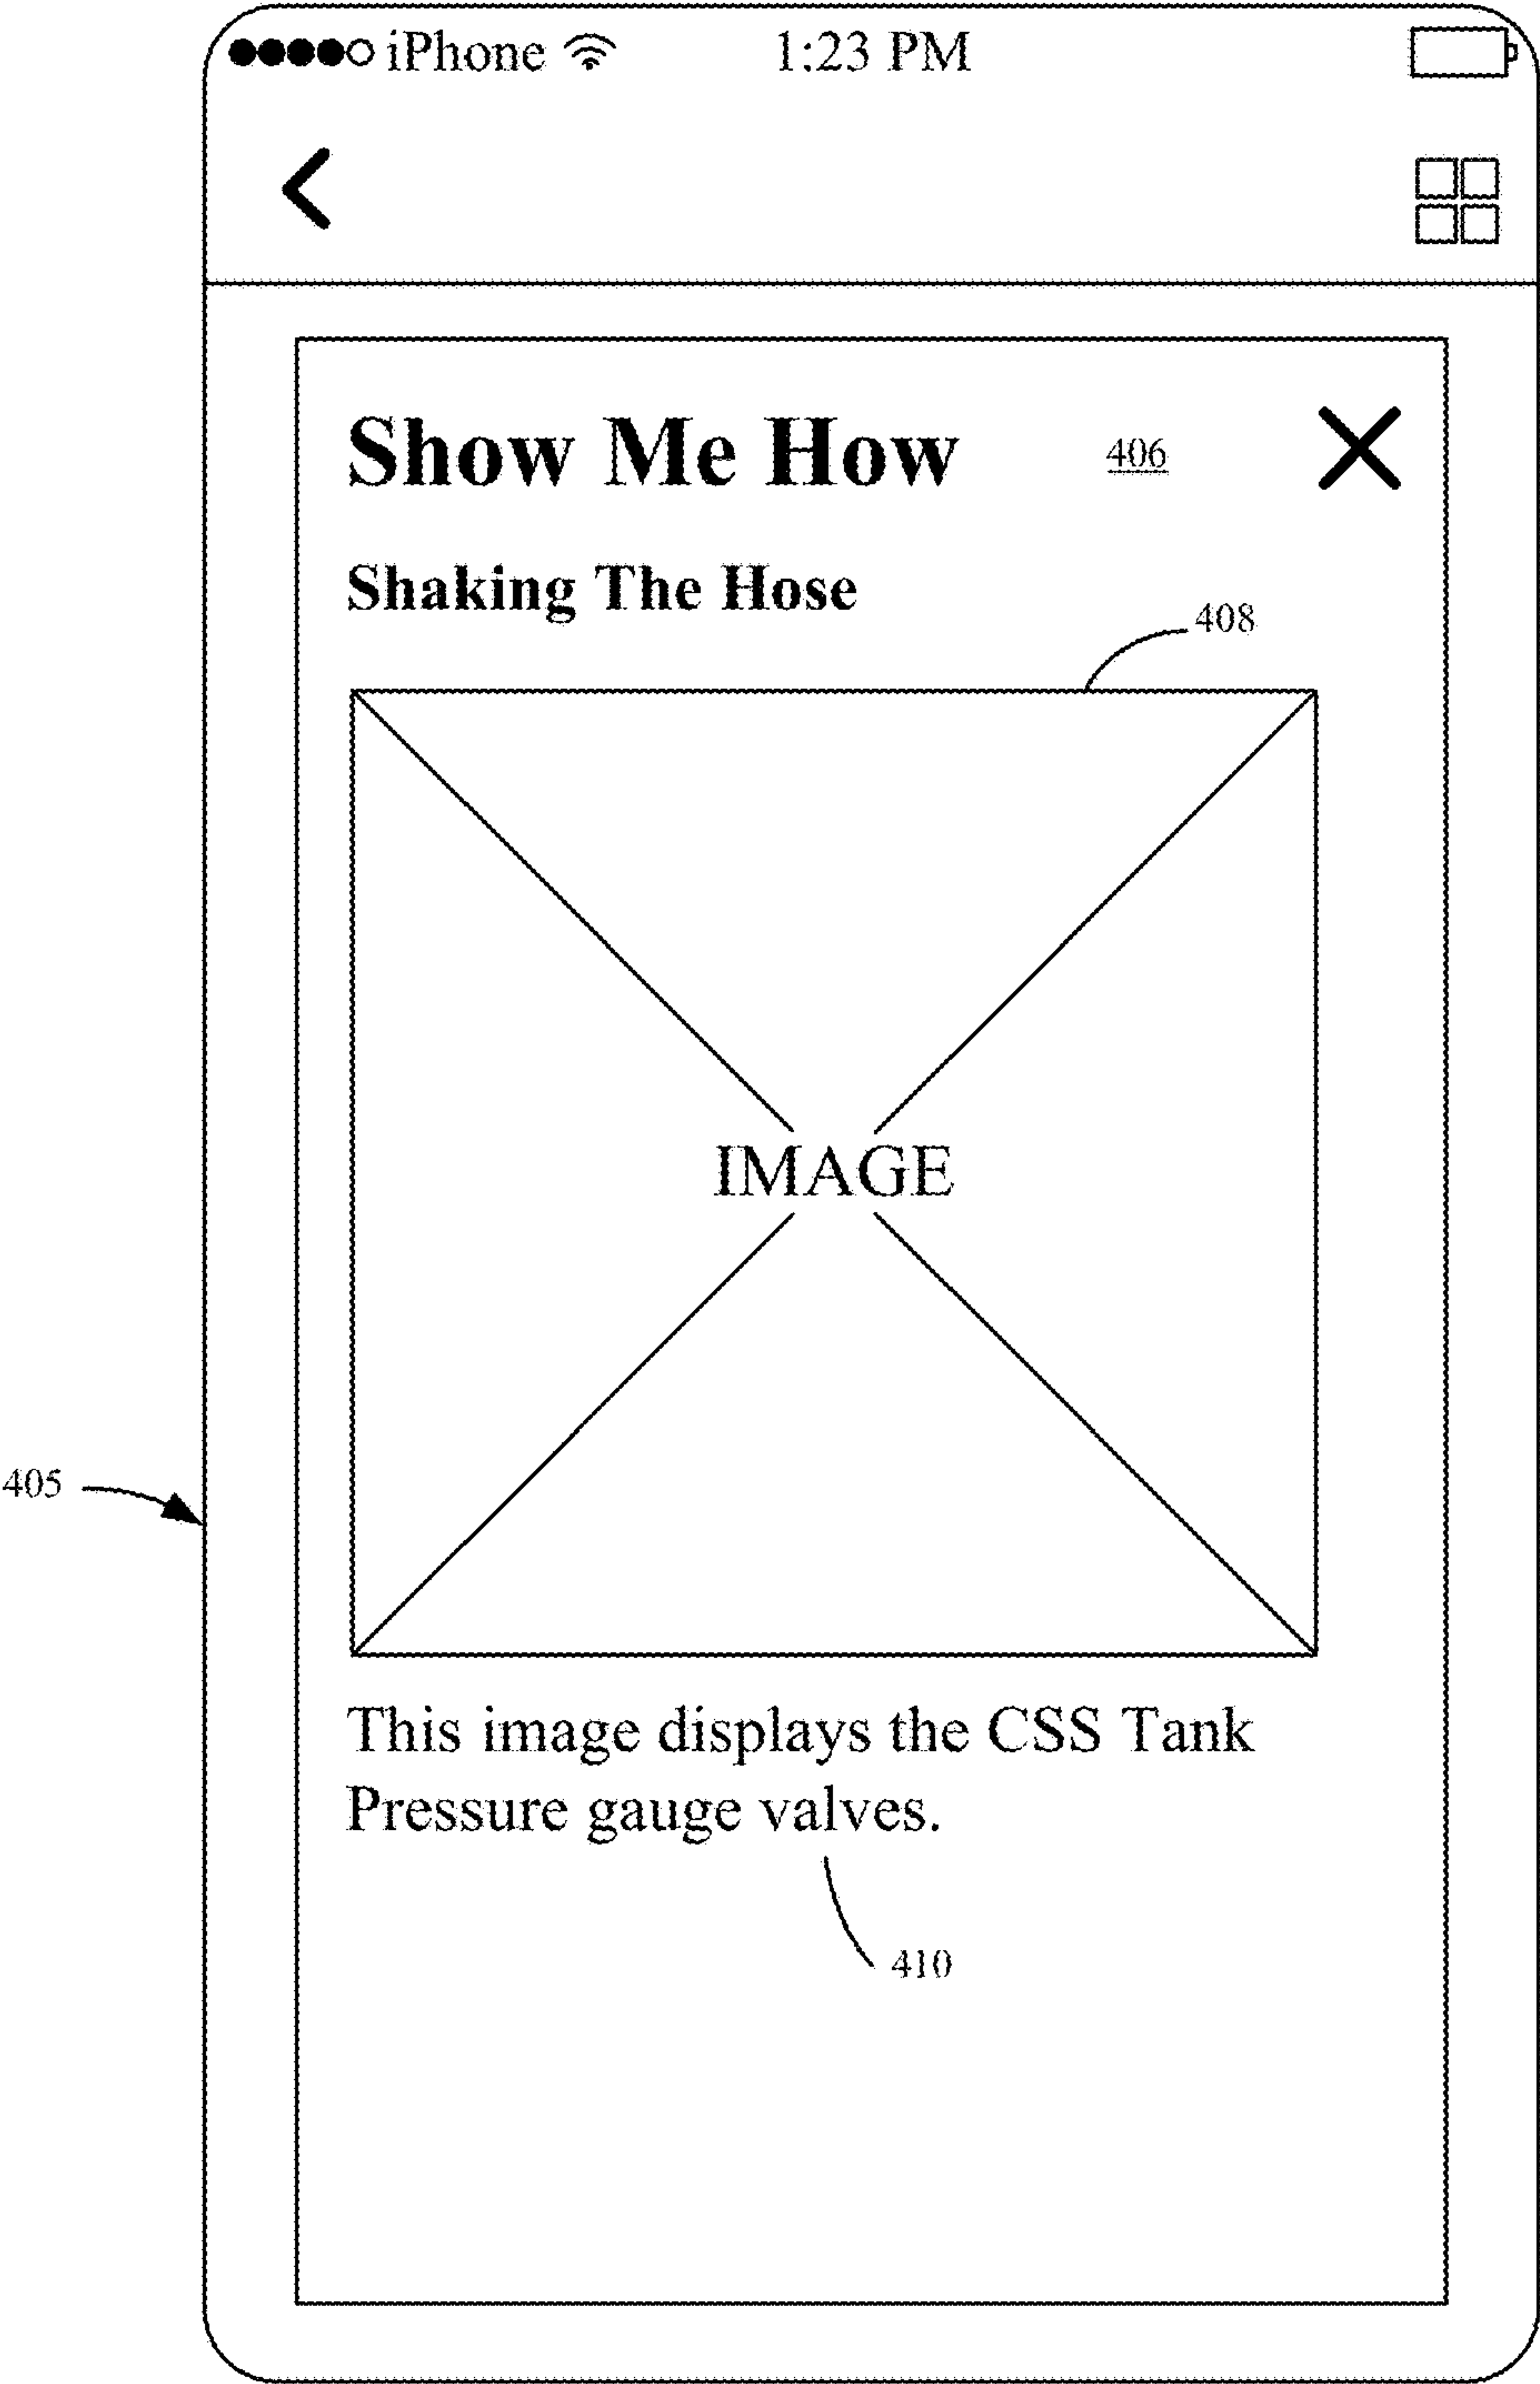 iPhone 1:23 PM
Show Me How 406
Shaking The Hose
408
IMAGE
405
This image displays the CSS Tank
Pressure gauge valves.
410